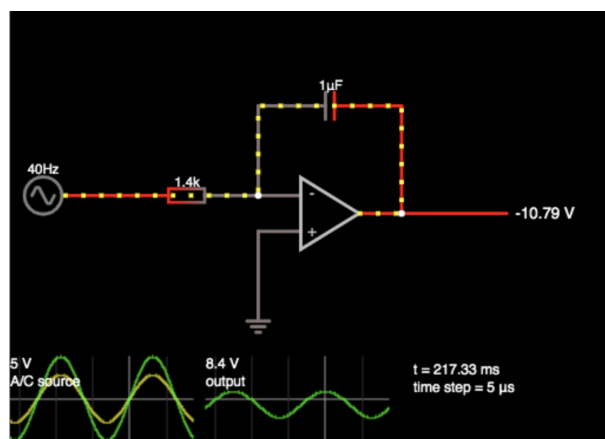 1µF
40Hz
1.4k
-
+
-10.79 V
5 V
A/C source
8.4 V
output
t = 217.33 ms
time step = 5 µs